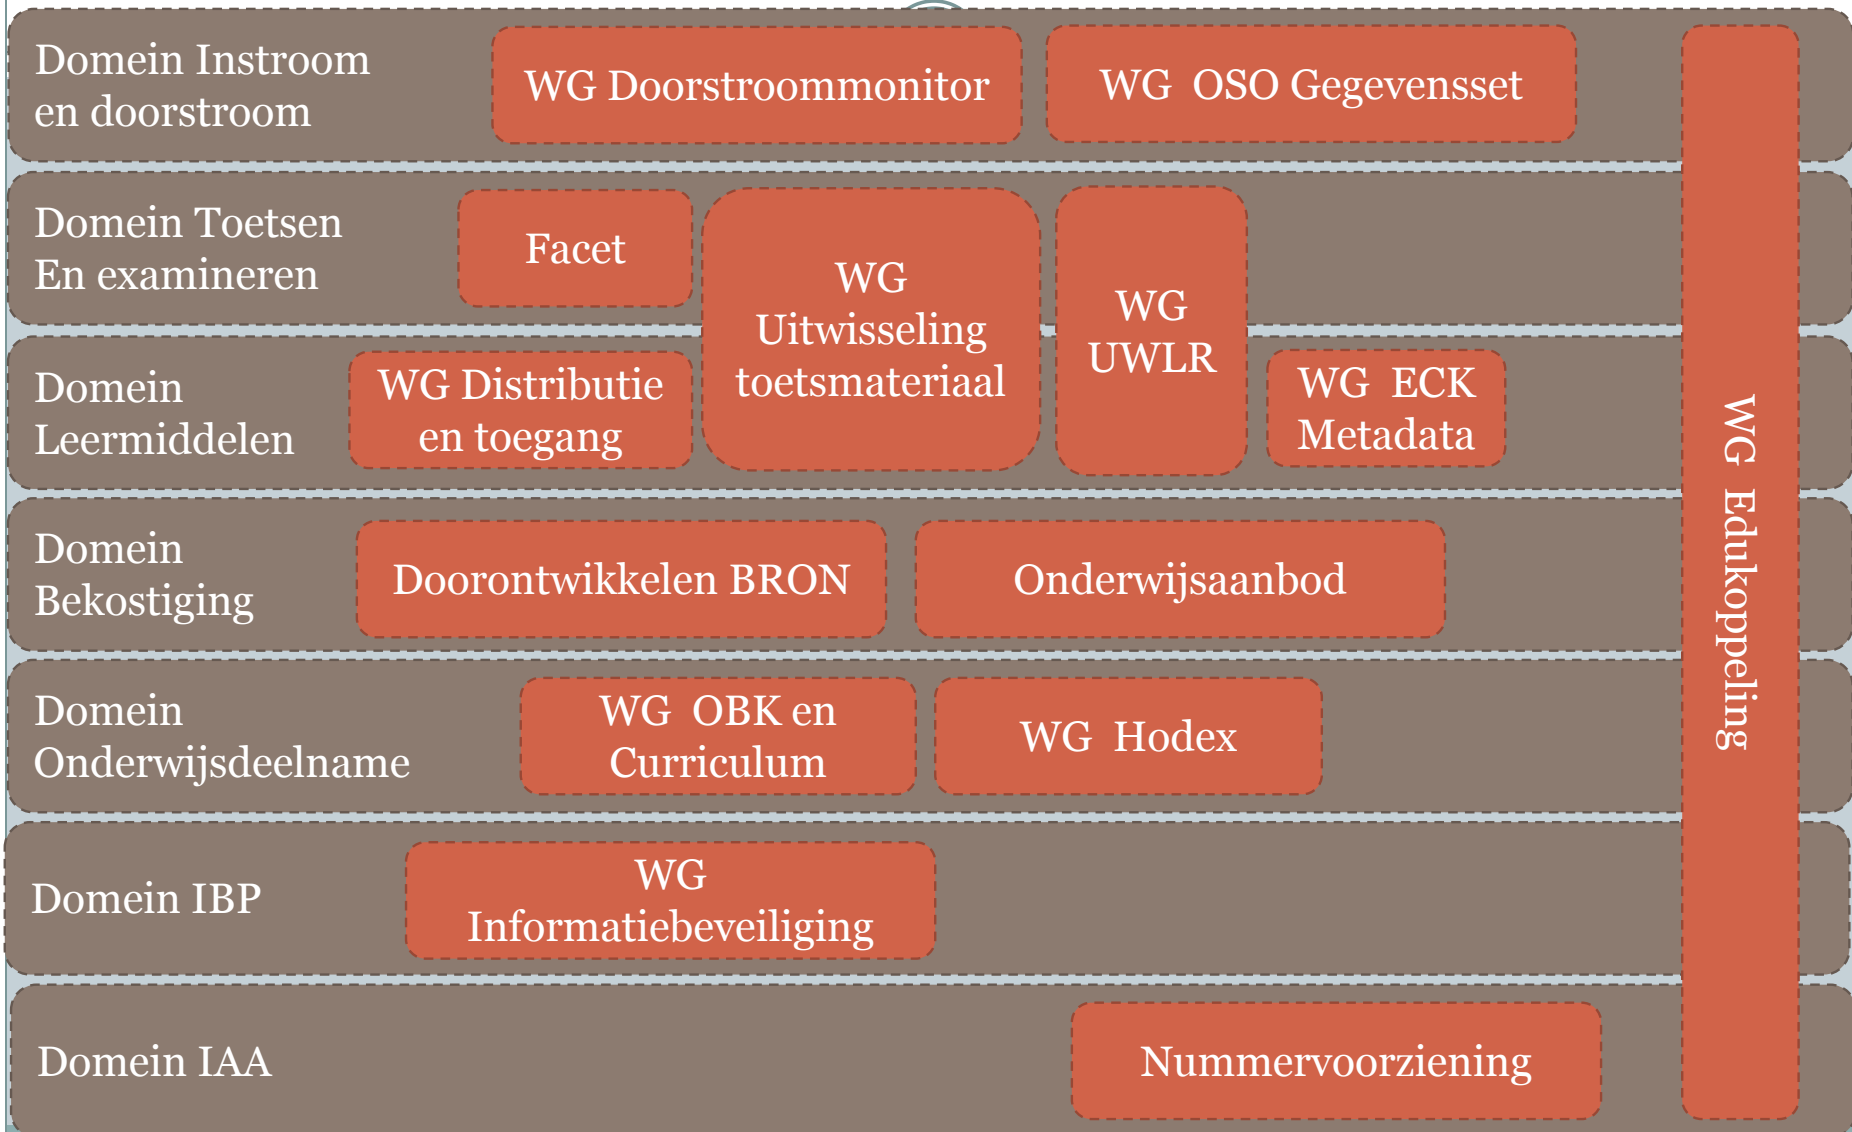 Domein Instroom
en doorstroom
WG Doorstroommonitor
WG OSO Gegevensset
Domein Toetsen
En examineren
Facet
WG
Uitwisseling
toetsmateriaal
WG
UWLR
Domein
Leermiddelen
WG Distributie
en toegang
WG ECK
Metadata
Domein
Bekostiging
Doorontwikkelen BRON
Onderwijsaanbod
Domein
Onderwijsdeelname
WG OBK en
Curriculum
WG Hodex
Domein IBP
WG
Informatiebeveiliging
Domein IAA
Nummervoorziening
WG Edukoppeling